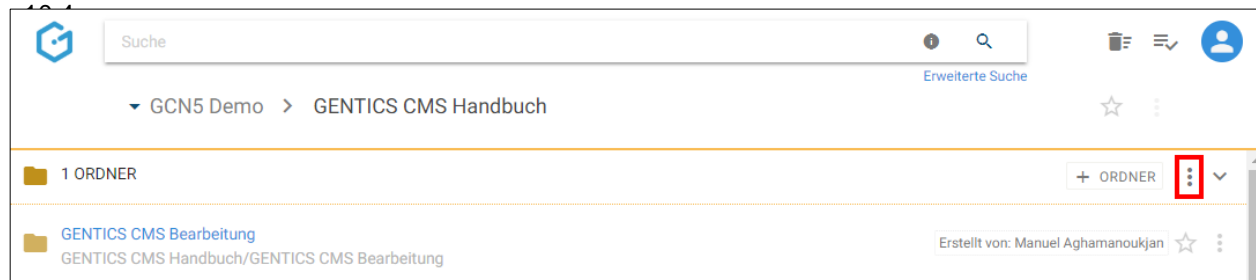 Suche
Erweiterte Suche
GCN5 Demo > GENTICS CMS Handbuch
1 ORDNER
+ ORDNER
GENTICS CMS Bearbeitung
Erstellt von: Manuel Aghamanoukjan
GENTICS CMS Handbuch/GENTICS CMS Bearbeitung